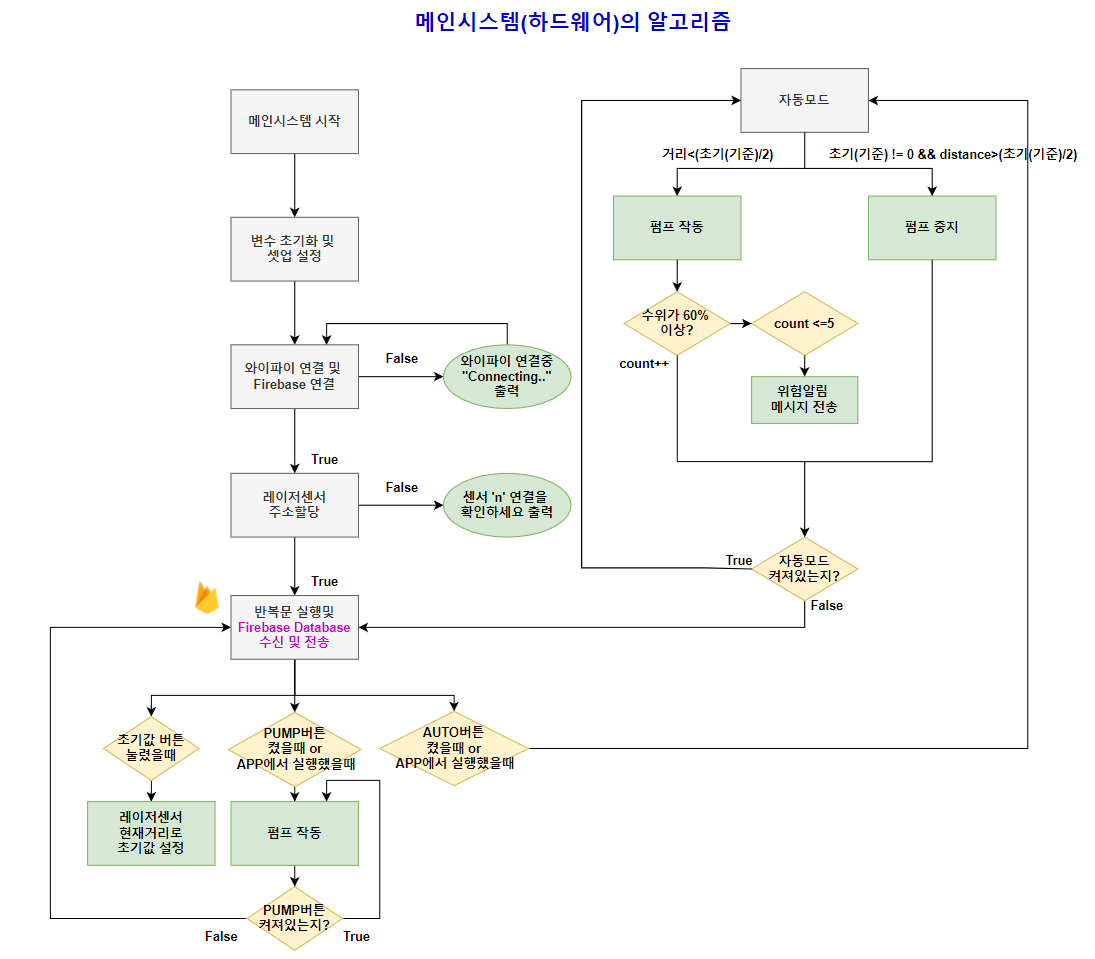 메인시스템(하드웨어)의 알고리즘
메인시스템 시작
변수 초기화 및
셋업 설정
와이파이 연결 및
Firebase 연결
False
와이파이 연결중
"Connecting.."
출력
True
레이저센서
주소할당
False
센서 'n' 연결을
확인하세요 출력
True
반복문 실행및
Firebase Database
수신 및 전송
초기값 버튼
눌렸을때
PUMP버튼
켰을때 or
APP에서 실행했을때
AUTO버튼
켰을때 or
APP에서 실행했을때
레이저센서
현재거리로
초기값 설정
펌프 작동
PUMP버튼
켜져있는지?
False
True
자동모드
거리<(초기(기준)/2)
초기(기준) != 0 && distance>(초기(기준)/2)
펌프 작동
펌프 중지
수위가 60%
이상?
count <=5
count++
위험알림
메시지 전송
True
자동모드
켜져있는지?
False